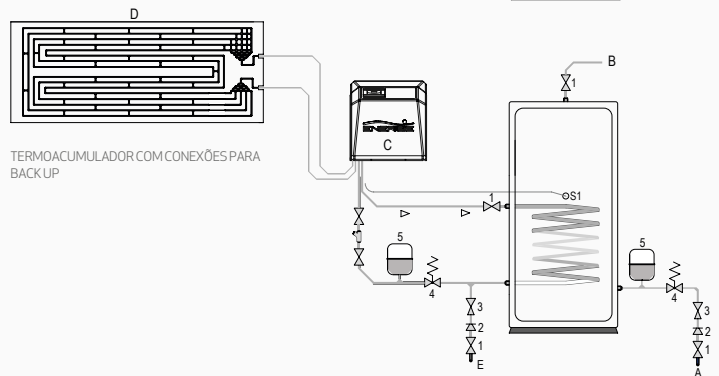 D
B
1
ENERGIE
C
TERMOACUMULADOR COM CONEXÕES PARA
BACK UP
S1
1
5
5
4
4
3
3
2
2
1
1
E
A